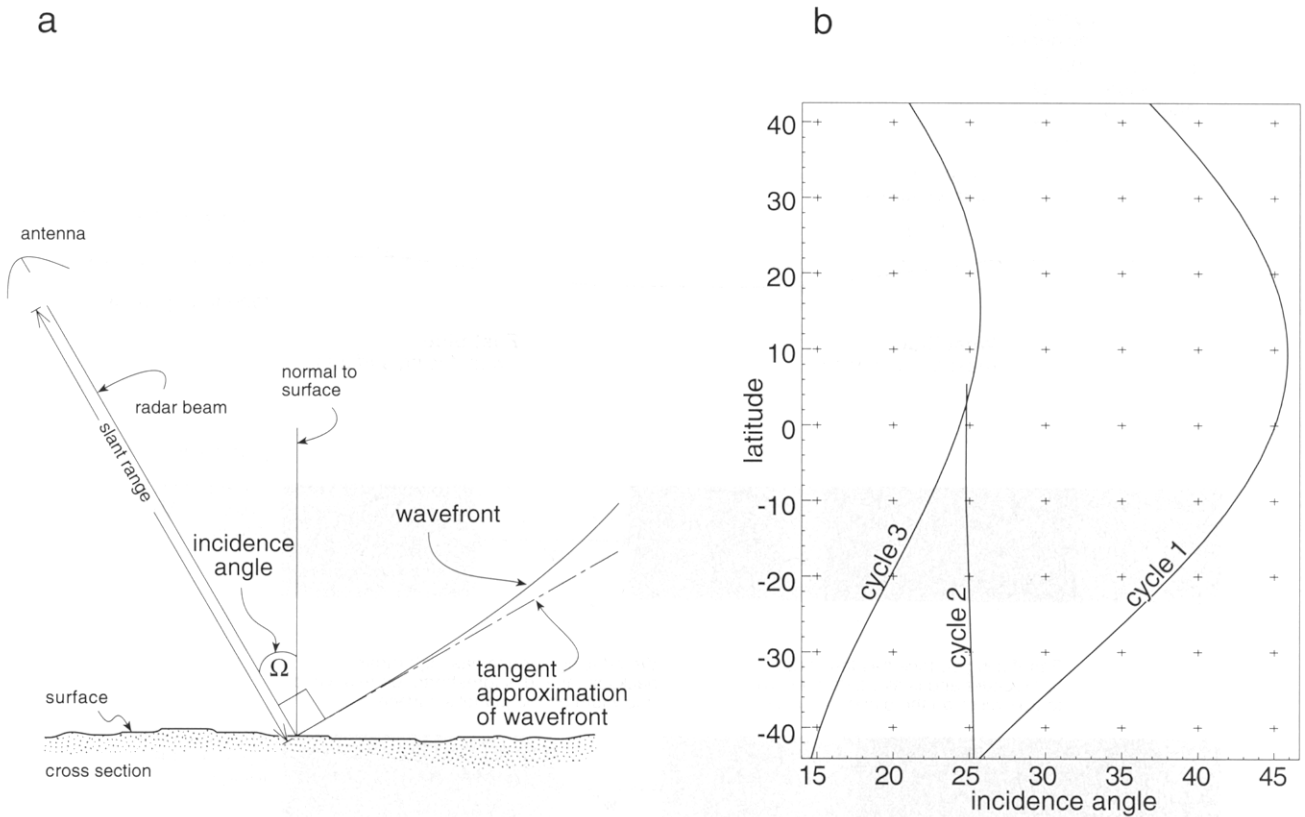 a
antenna
radar beam
slant range
normal to
surface
incidence
angle
Ω
wavefront
tangent
approximation
of wavefront
surface
cross section
b
latitude
40
30
20
10
0
-10
-20
-30
-40
cycle 3
cycle 2
cycle 1
15 20 25 30 35 40 45
incidence angle